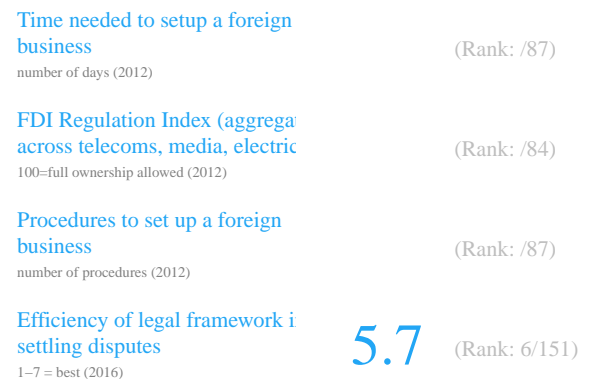 Time needed to setup a foreign
business
(Rank: /87)
number of days (2012)
FDI Regulation Index
across telecoms, media,
(Rank: /84)
100=full ownership allowed (2012)
Procedures to set up a foreign
business
(Rank: /87)
number of procedures (2012)
Efficiency of legal framework
settling disputes
5.7
(Rank: 6/151)
1–7 = best (2016)